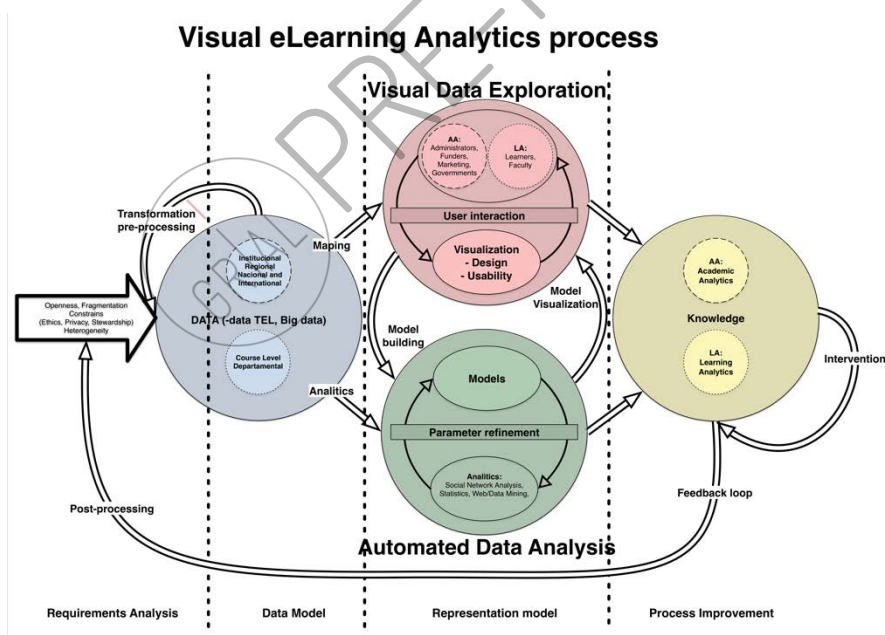 Visual eLearning Analytics process
Visual Data Exploration
AA:
Administrators,
Funders,
Marketing,
Governments
LA:
Learners,
Faculty
User interaction
Visualization
- Design
- Usability
Transformation
pre-processing
Maping
Institucional
Regional
Nacional and
International
Openness, Fragmentation
Constrains
(Ethics, Privacy, Stewardship)
Heterogeneity
DATA (-data TEL, Big data)
Course Level
Departamental
Analitics
Model
building
Model
Visualization
Models
Parameter refinement
Analitics:
Social Network Analysis,
Statistics, Web/Data Mining,
Automated Data Analysis
AA:
Academic
Analytics
Knowledge
LA:
Learning
Analytics
Intervention
Feedback loop
Post-processing
Requirements Analysis
Data Model
Representation model
Process Improvement